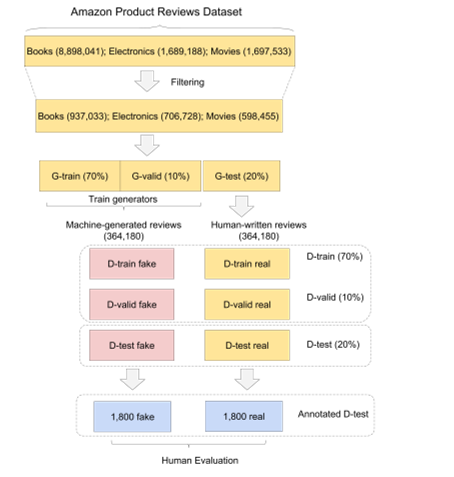 Amazon Product Reviews Dataset
Books (8,898,041); Electronics (1,689,188); Movies (1,697,533)
Filtering
Books (937,033); Electronics (706,728); Movies (598,455)
G-train (70%) G-valid (10%) G-test (20%)
Train generators
Machine-generated reviews Human-written reviews
(364,180) (364,180)
D-train fake D-train real D-train (70%)
D-valid fake D-valid real D-valid (10%)
D-test fake D-test real D-test (20%)
1,800 fake 1,800 real Annotated D-test
Human Evaluation